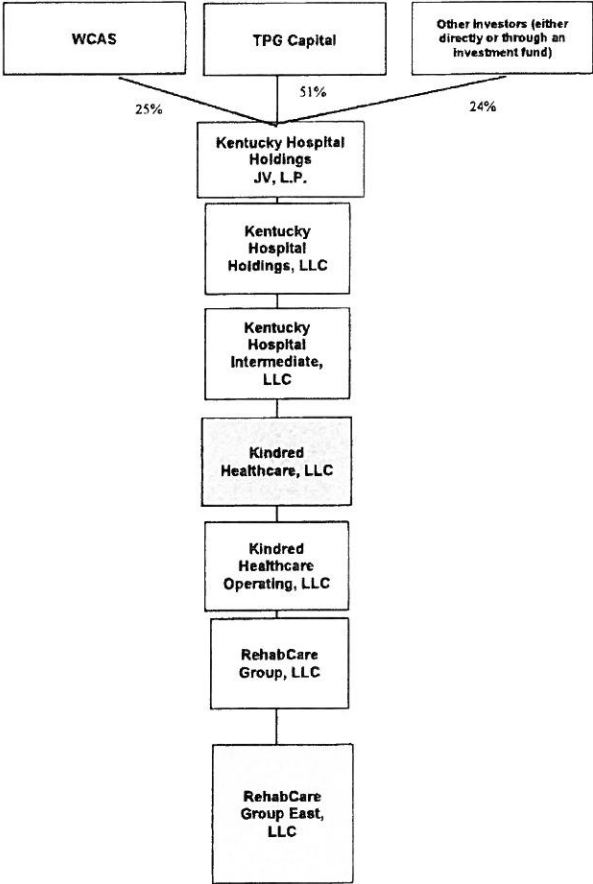 WCAS
TPG Capital
Other investors (either
directly or through an
investment fund)
25%
51%
24%
Kentucky Hospital
Holdings
JV, L.P.
Kentucky
Hospital
Holdings, LLC
Kentucky
Hospital
Intermediate,
LLC
Kindred
Healthcare, LLC
Kindred
Healthcare
Operating, LLC
RehabCare
Group, LLC
RehabCare
Group East,
LLC